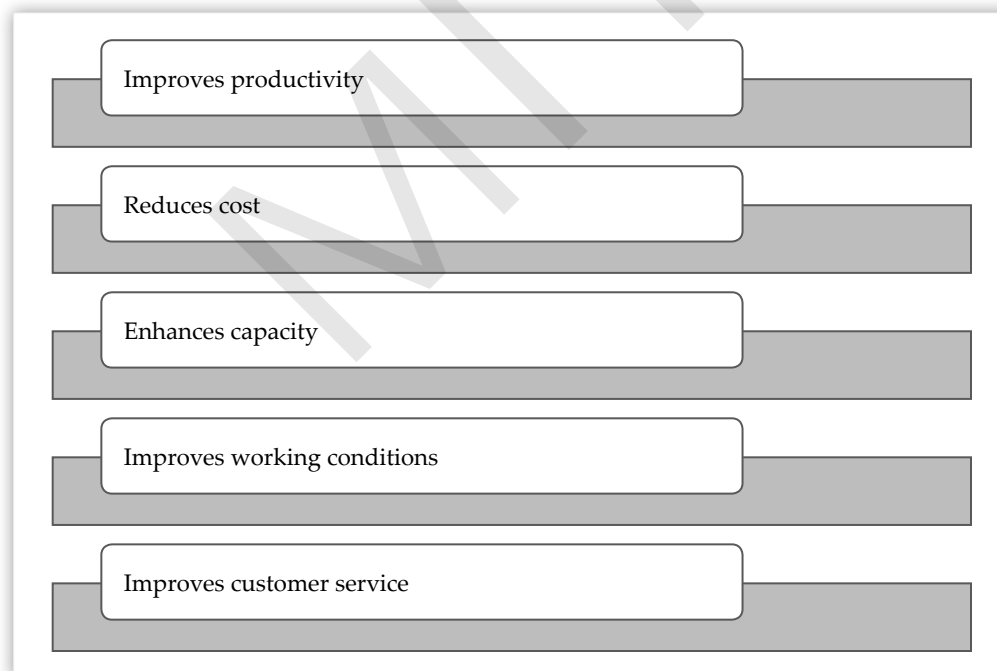 Improves productivity
Reduces cost
Enhances capacity
Improves working conditions
Improves customer service